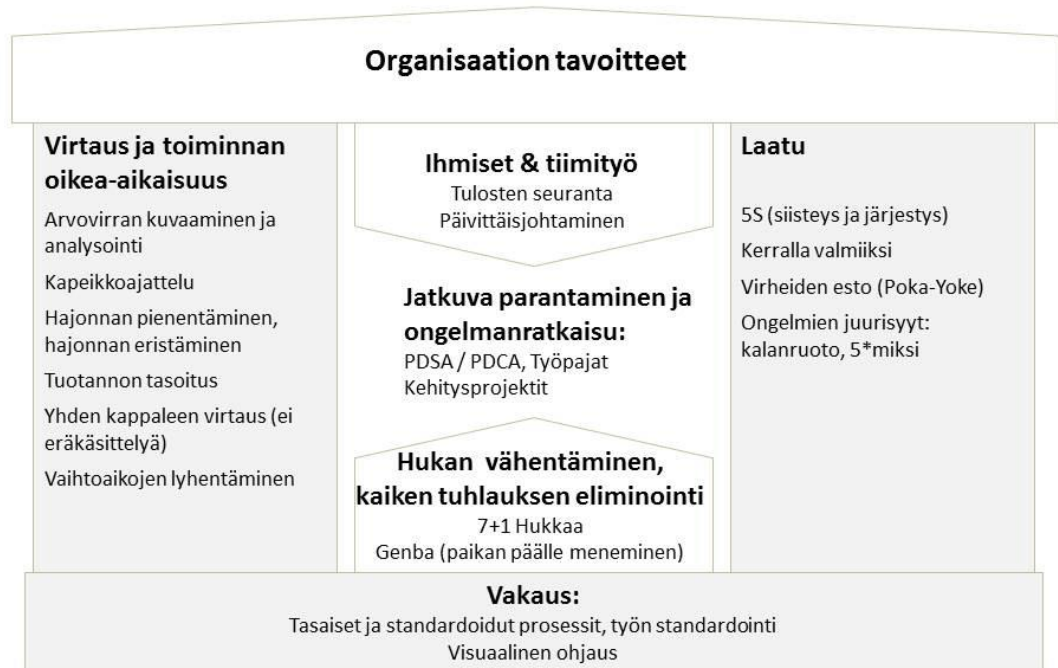 Organisaation tavoitteet
Virtaus ja toiminnan
oikea-aikaisuus
Arvovirran kuvaaminen ja
analysointi
Kapeikkoajattelu
Hajonnan pienentäminen,
hajonnan eristäminen
Tuotannon tasoitus
Yhden kappaleen virtaus (ei
eräkäsittelyä)
Vaihtoaikojen lyhentäminen
Ihmiset & tiimityö
Tulosten seuranta
Päivittäisjohtaminen
Jatkuva parantaminen ja
ongelmanratkaisu:
PDSA / PDCA, Työpajat
Kehitysprojektit
Hukan vähentäminen,
kaiken tuhlauksen eliminointi
7+1 Hukkaa
Genba (paikan päälle meneminen)
Laatu
5S (siisteys ja järjestys)
Kerralla valmiiksi
Virheiden esto (Poka-Yoke)
Ongelmien juurisyyt:
kalanruoto, 5*miksi
Vakaus:
Tasaiset ja standardoidut prosessit, työn standardointi
Visuaalinen ohjaus